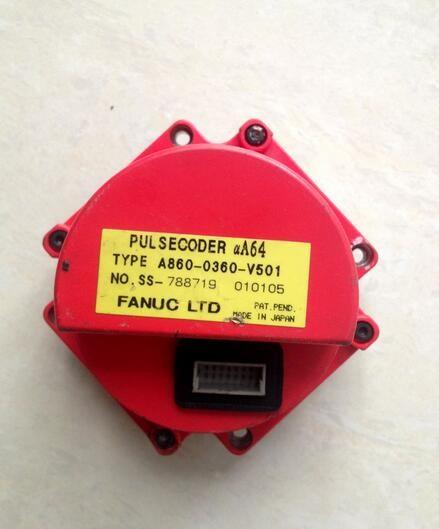 PULSECODER αA64
TYPE A860-0360-V501
NO.SS-788719 010105
FANUC LTD
PAT.PEND.
MADE IN JAPAN